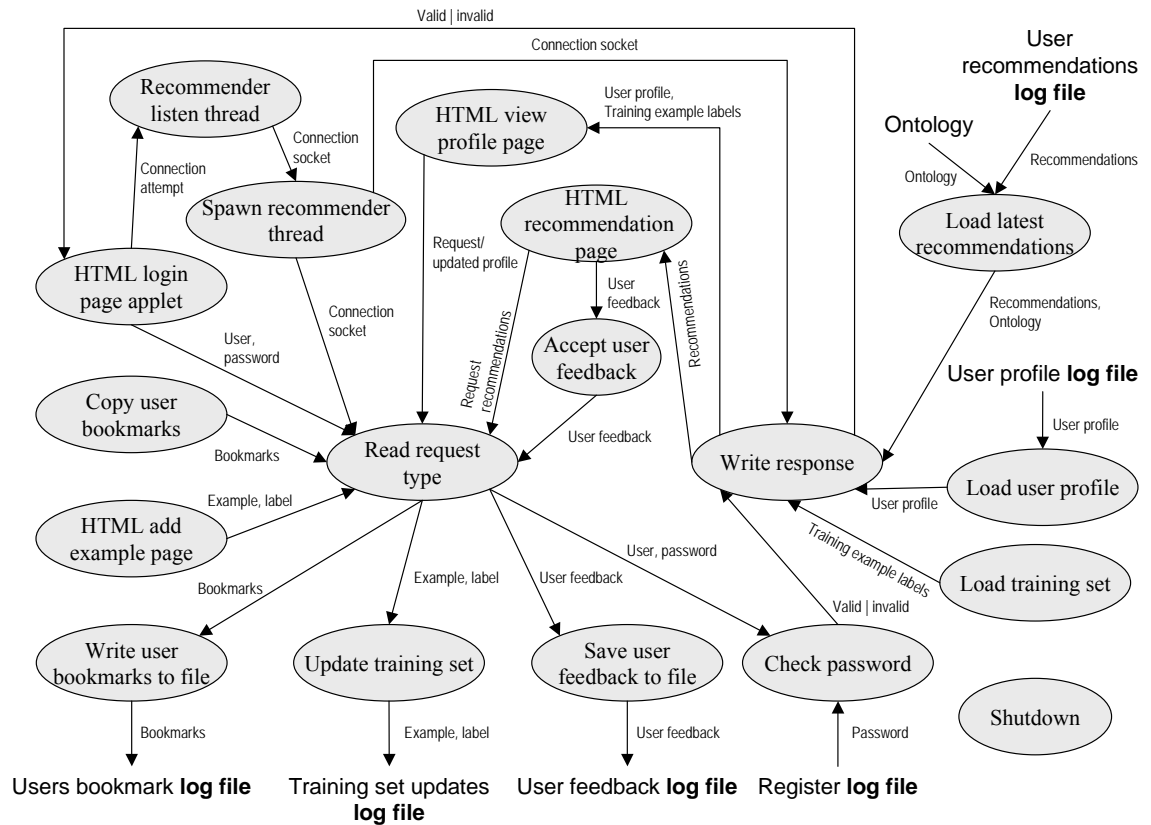 Valid | invalid
Connection socket
User
recommendations
log file
Recommender
listen thread
User profile,
Training example labels
HTML view
profile page
Ontology
Connection
socket
Connection
attempt
Recommendations
Ontology
Spawn recommender
thread
HTML
recommendation
page
Load latest
recommendations
Request/
updated profile
HTML login
page applet
User
feedback
Connection
socket
Recommendations,
Ontology
User,
password
Request
recommendations
Recommendations
Accept user
feedback
User profile log file
Copy user
bookmarks
User profile
Bookmarks
User feedback
Read request
type
Write response
Load user profile
User profile
Example, label
HTML add
example page
Training example labels
User, password
Load training set
Bookmarks
Example, label
User feedback
Valid | invalid
Write user
bookmarks to file
Update training set
Save user
feedback to file
Check password
Shutdown
Bookmarks
Example, label
User feedback
Password
Users bookmark log file
Training set updates
log file
User feedback log file
Register log file